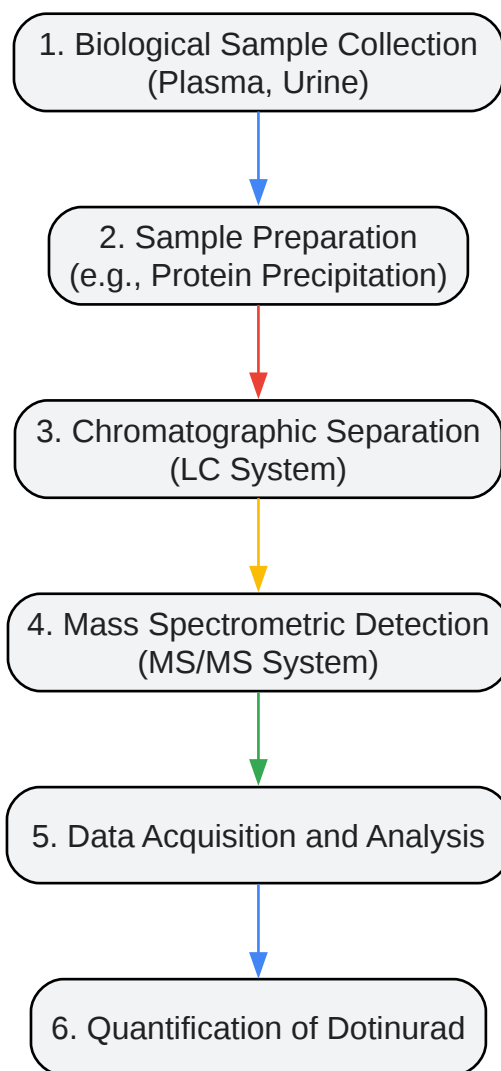 1. Biological Sample Collection
(Plasma, Urine)
2. Sample Preparation
(e.g., Protein Precipitation)
3. Chromatographic Separation
(LC System)
4. Mass Spectrometric Detection
(MS/MS System)
5. Data Acquisition and Analysis
6. Quantification of Dotinurad